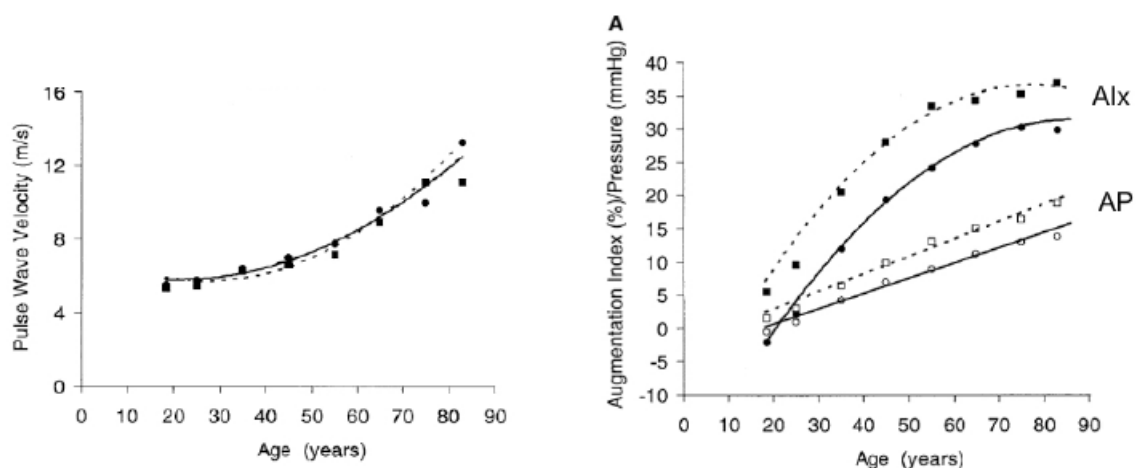 Pulse Wave Velocity (m/s)
16
12
8
4
0
0 10 20 30 40 50 60 70 80 90
Age (years)
A
Augmentation Index (%)/Pressure (mmHg)
40
35
30
25
20
15
10
5
0
-5
-10
0 10 20 30 40 50 60 70 80 90
Age (years)
AIx
AP